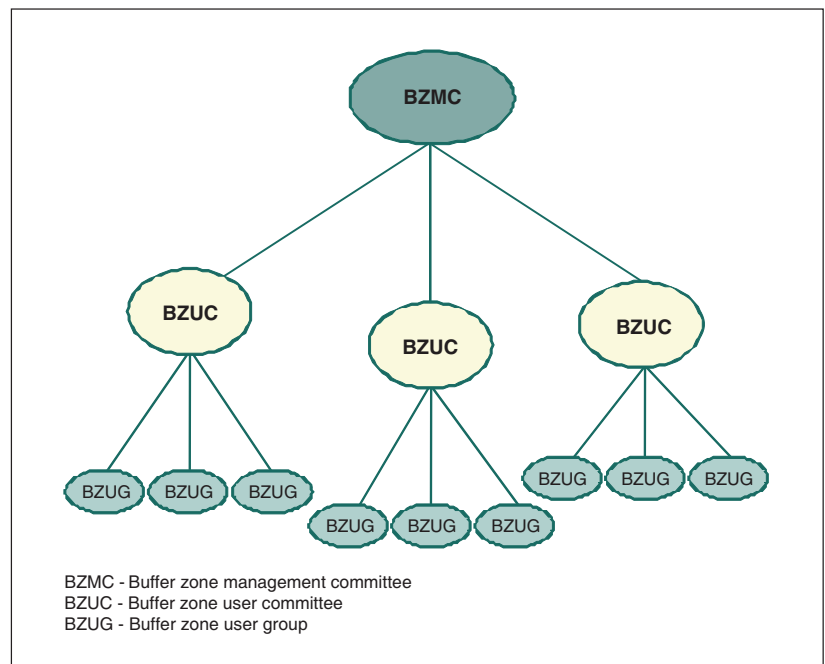 BZMC
BZUC
BZUC
BZUC
BZUG BZUG BZUG
BZUG BZUG BZUG
BZUG BZUG BZUG
BZMC - Buffer zone management committee
BZUC - Buffer zone user committee
BZUG - Buffer zone user group